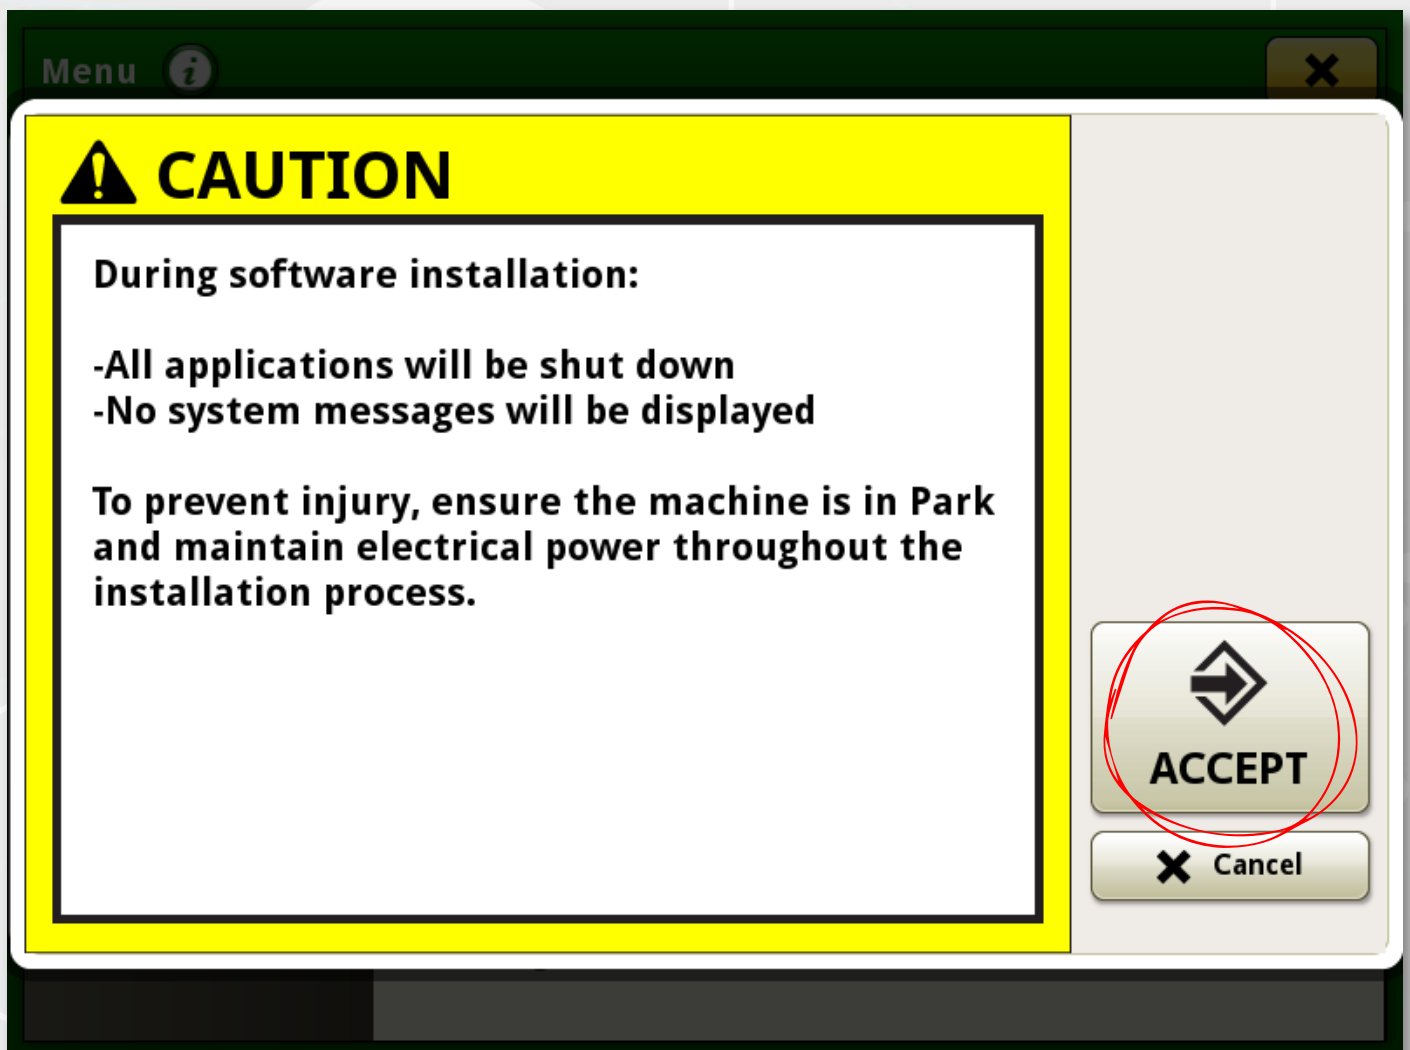 Menu
CAUTION
During software installation:
-All applications will be shut down
-No system messages will be displayed
To prevent injury, ensure the machine is in Park
and maintain electrical power throughout the
installation process.
ACCEPT
Cancel